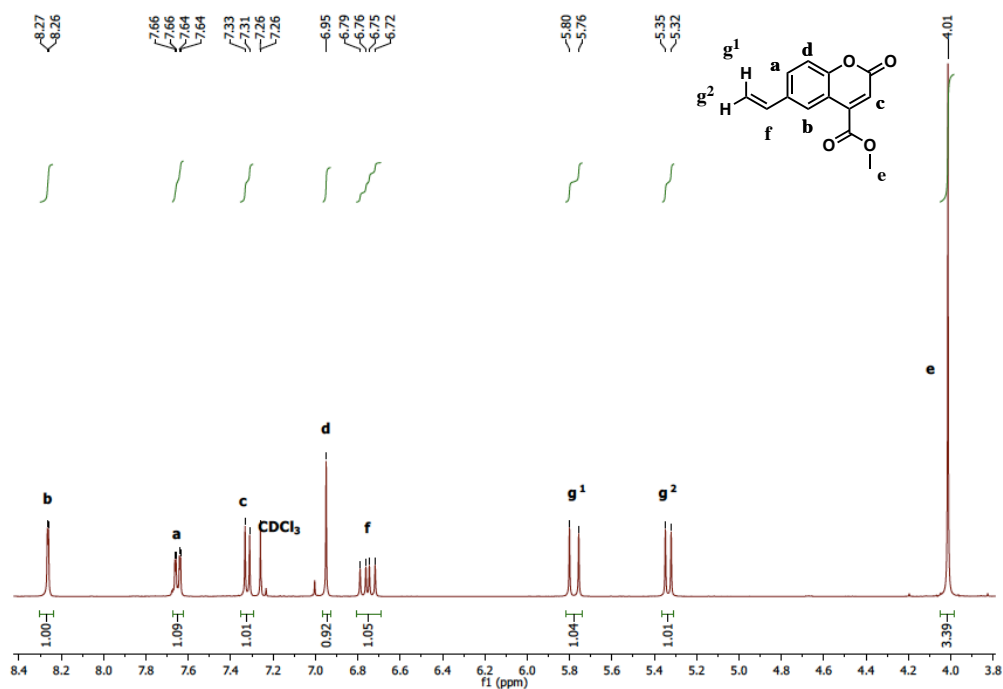 8.27 8.26 7.66 7.66 7.64 7.64 7.33 7.31 7.26 7.26 6.95 6.79 6.76 6.75 6.72 5.80 5.76 5.35 5.32 4.01
g¹ d O O
a
H
g² H c
f b
O O
e
e
d
b g¹ g²
c
a CDCl₃ f
1.00 1.09 1.01 0.92 1.05 1.04 1.01 3.39
8.4 8.2 8.0 7.8 7.6 7.4 7.2 7.0 6.8 6.6 6.4 6.2 6.0 5.8 5.6 5.4 5.2 5.0 4.8 4.6 4.4 4.2 4.0 3.8
f1 (ppm)